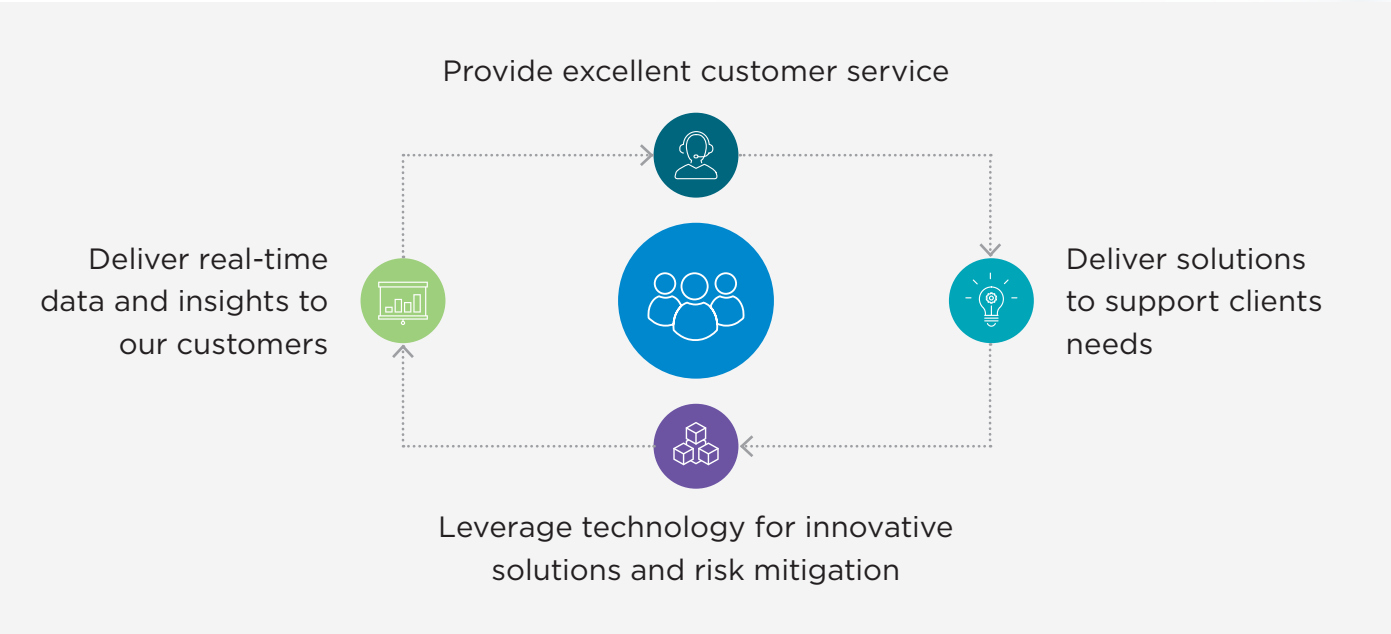 Provide excellent customer service
Deliver real-time
data and insights to
our customers
Deliver solutions
to support clients
needs
Leverage technology for innovative
solutions and risk mitigation